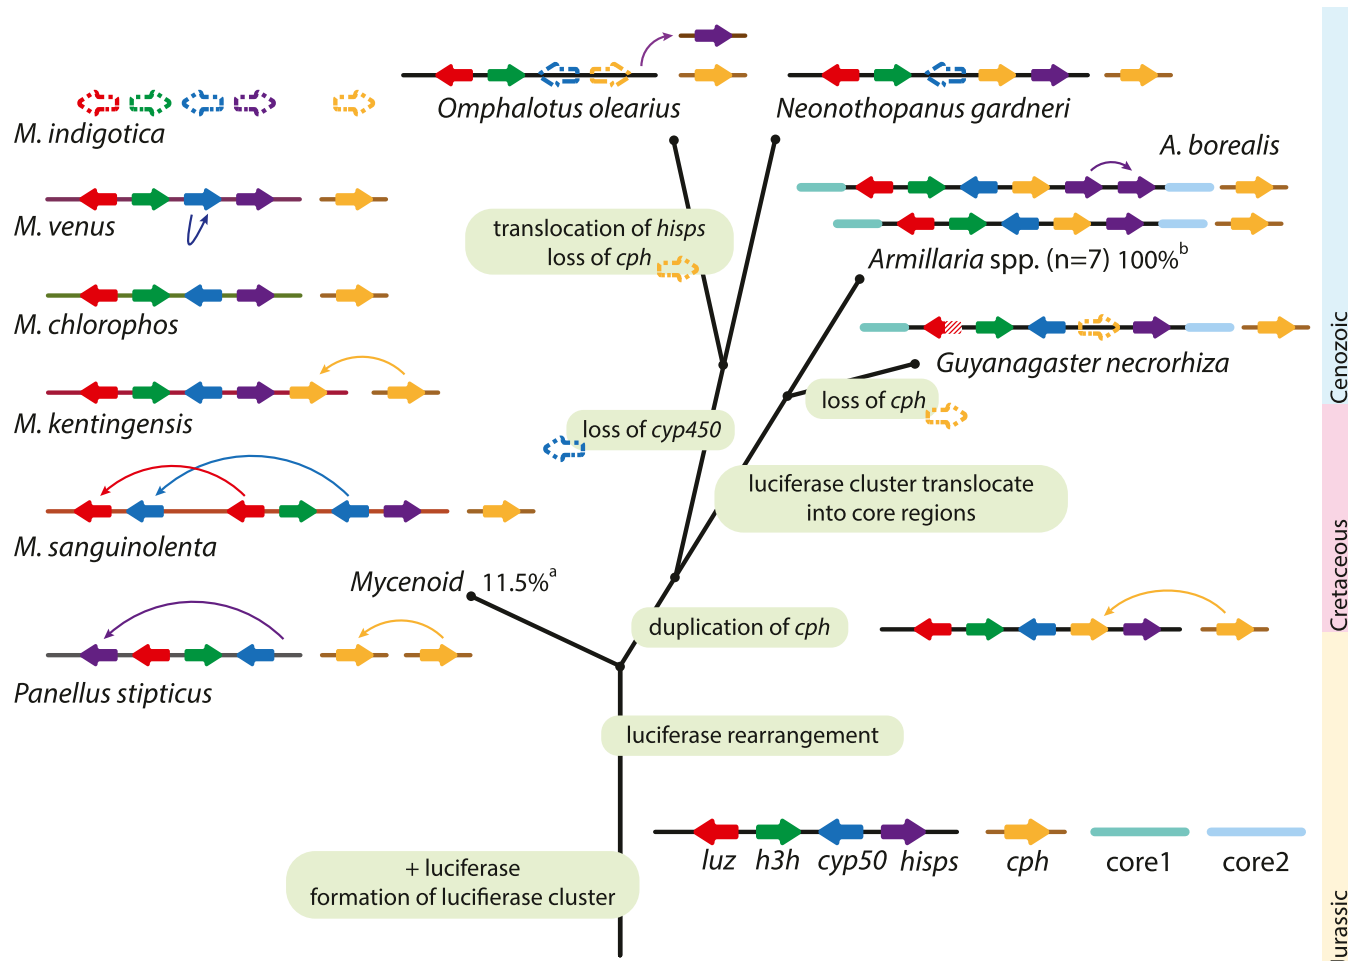 Omphalotus olearius
Neonothopanus gardneri
M. indigotica
A. borealis
M. venus
translocation of hisps
loss of cph
Armillaria spp. (n=7) 100%b
M. chlorophos
Guyanagaster necrorhiza
loss of cph
M. kentingensis
loss of cyp450
luciferase cluster translocate
into core regions
M. sanguinolenta
Mycenoid 11.5%a
duplication of cph
Panellus stipticus
luciferase rearrangement
luz h3h cyp50 hisps cph core1 core2
+ luciferase
formation of lucifierase cluster
Cenozoic
Cretaceous
Jurassic